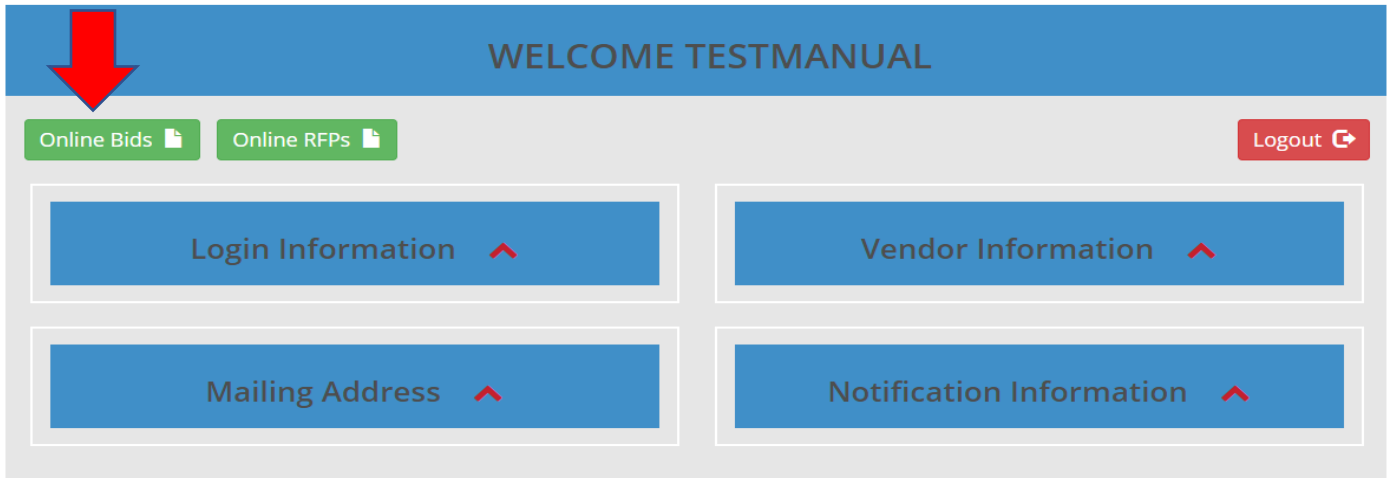 WELCOME TESTMANUAL
Online Bids
Online RFPs
Logout
Login Information
Vendor Information
Mailing Address
Notification Information